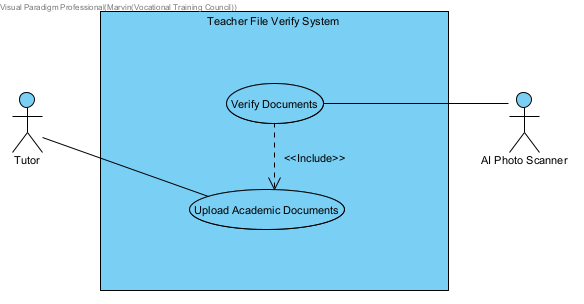 Visual Paradigm Professional(Marvin(Vocational Training Council))
Teacher File Verify System
Verify Documents
<<Include>>
Tutor
AI Photo Scanner
Upload Academic Documents